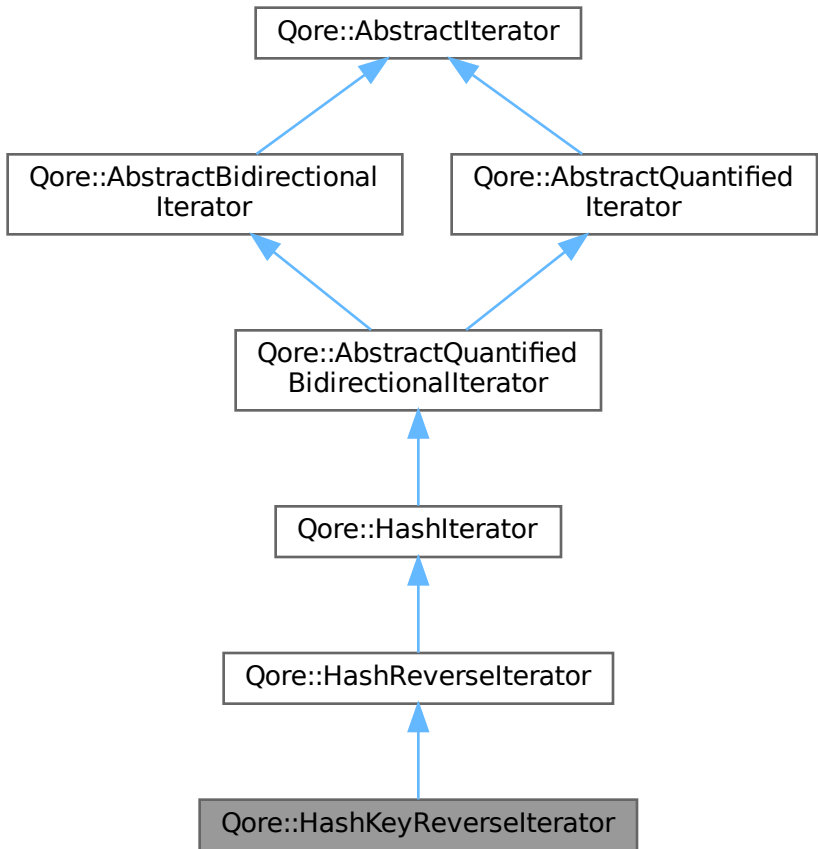 Qore::AbstractIterator
Qore::AbstractBidirectional
Iterator
Qore::AbstractQuantified
Iterator
Qore::AbstractQuantified
BidirectionalIterator
Qore::HashIterator
Qore::HashReverseIterator
Qore::HashKeyReverseIterator